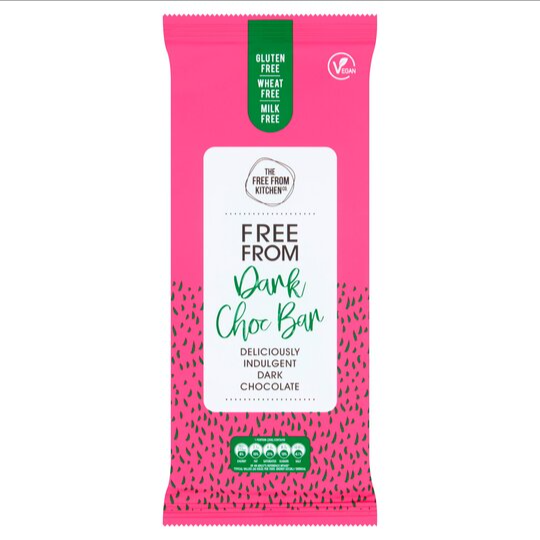 GLUTEN
FREE
WHEAT
FREE
MILK
FREE
VEGAN
THE
FREE FROM
KITCHEN CO
FREE
FROM
Dark
Choc Bar
DELICIOUSLY
INDULGENT
DARK
CHOCOLATE